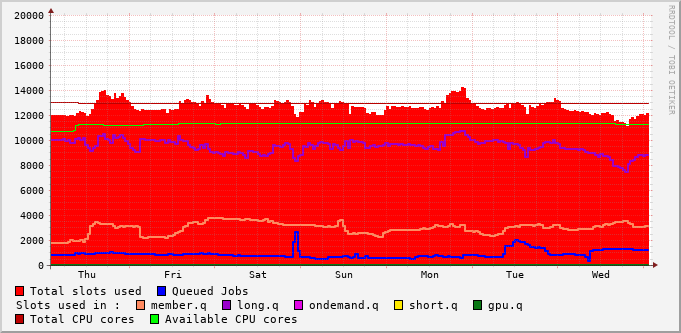 20000
18000
16000
14000
12000
10000
8000
6000
4000
2000
0
Thu Fri Sat Sun Mon Tue Wed
RRDTOOL / TOBI OETIKER
Total slots used Queued Jobs
Slots used in : member.q long.q ondemand.q short.q gpu.q
Total CPU cores Available CPU cores